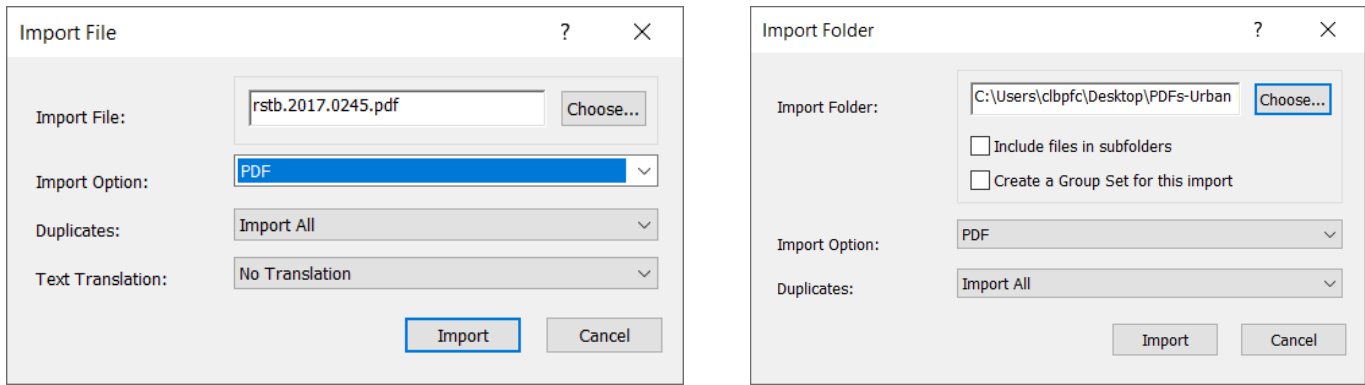 Import File ?
Import File: rstb.2017.0245.pdf Choose...
Import Option: PDF
Duplicates: Import All
Text Translation: No Translation
Import Cancel
Import Folder ?
Import Folder: C:\Users\clbpfc\Desktop\PDFs-Urban Choose...
Include files in subfolders
Create a Group Set for this import
Import Option: PDF
Duplicates: Import All
Import Cancel